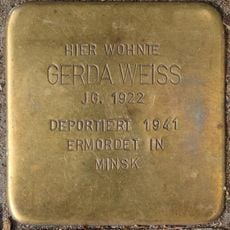 HIER WOHNTE
GERDA WEISS
JG. 1922
DEPORTIERT 1941
ERMORDET IN
MINSK